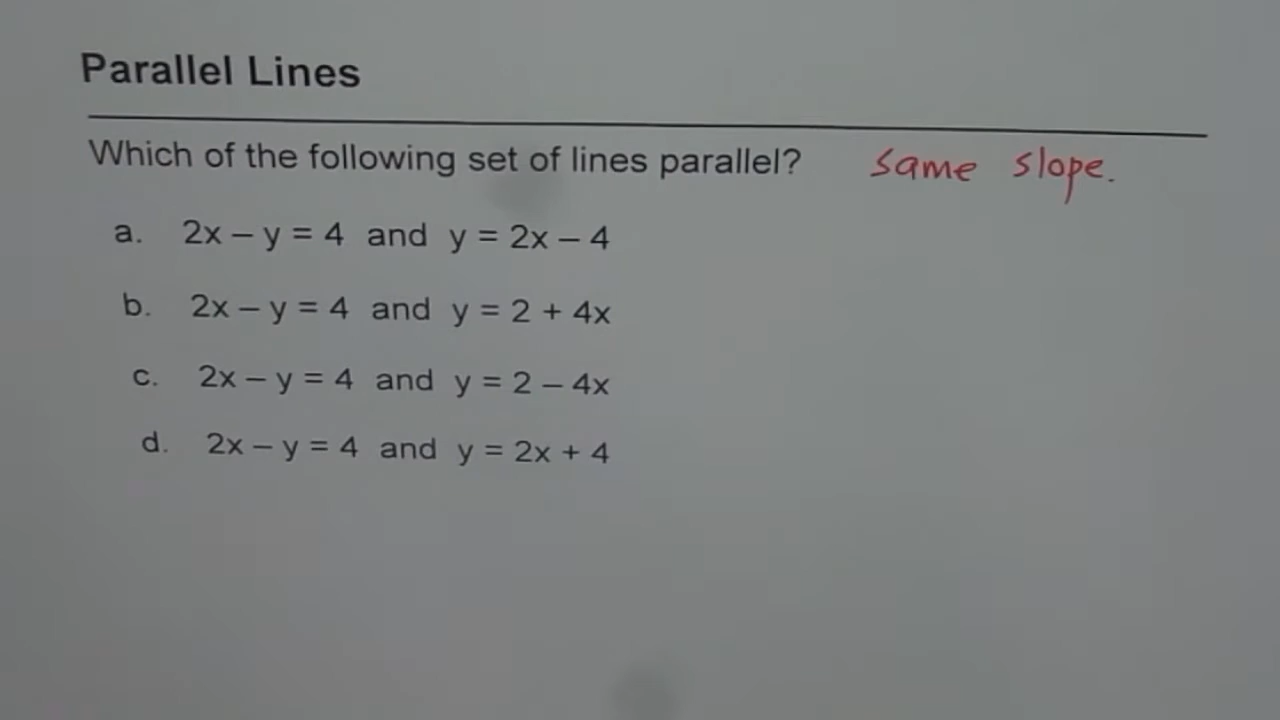 Parallel Lines
Which of the following set of lines parallel? same slope.
a. 2x – y = 4 and y = 2x – 4
b. 2x – y = 4 and y = 2 + 4x
c. 2x – y = 4 and y = 2 – 4x
d. 2x – y = 4 and y = 2x + 4